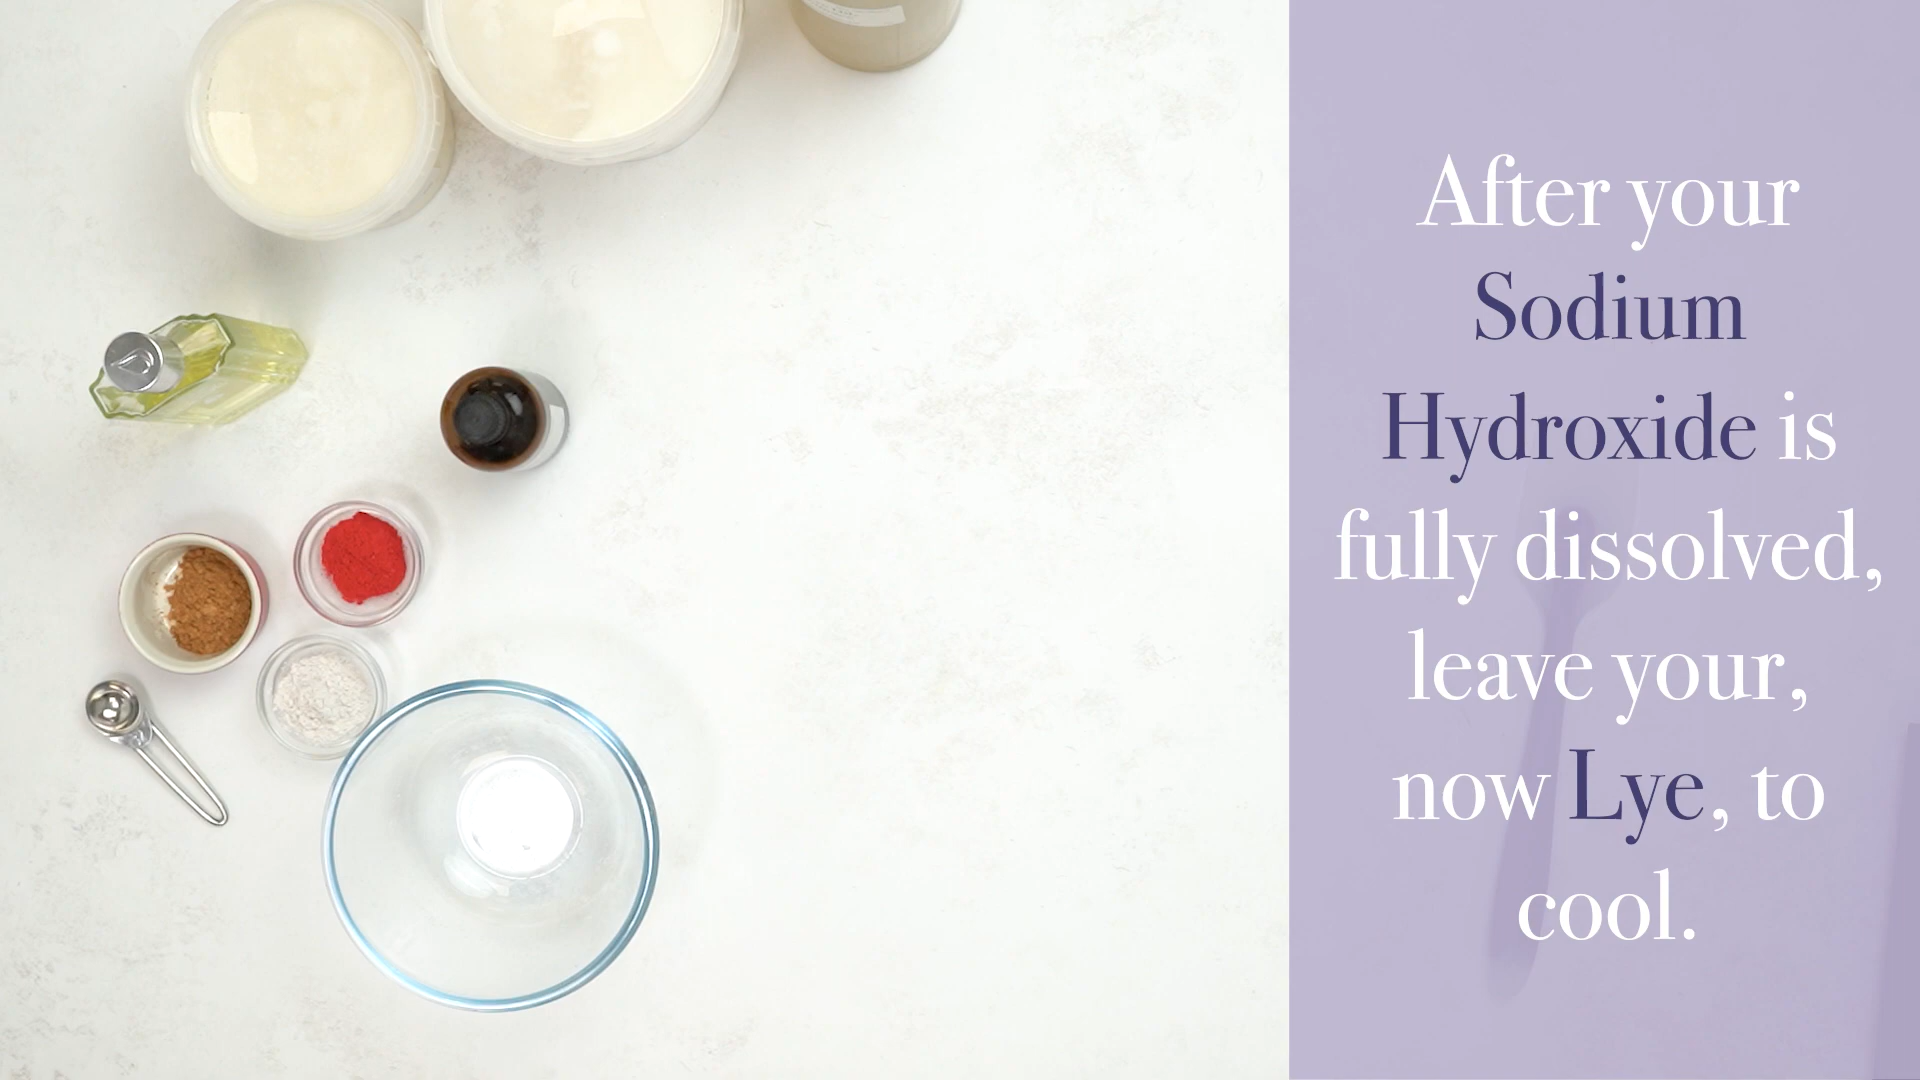 After your
Sodium
Hydroxide is
fully dissolved,
leave your,
now Lye, to
cool.